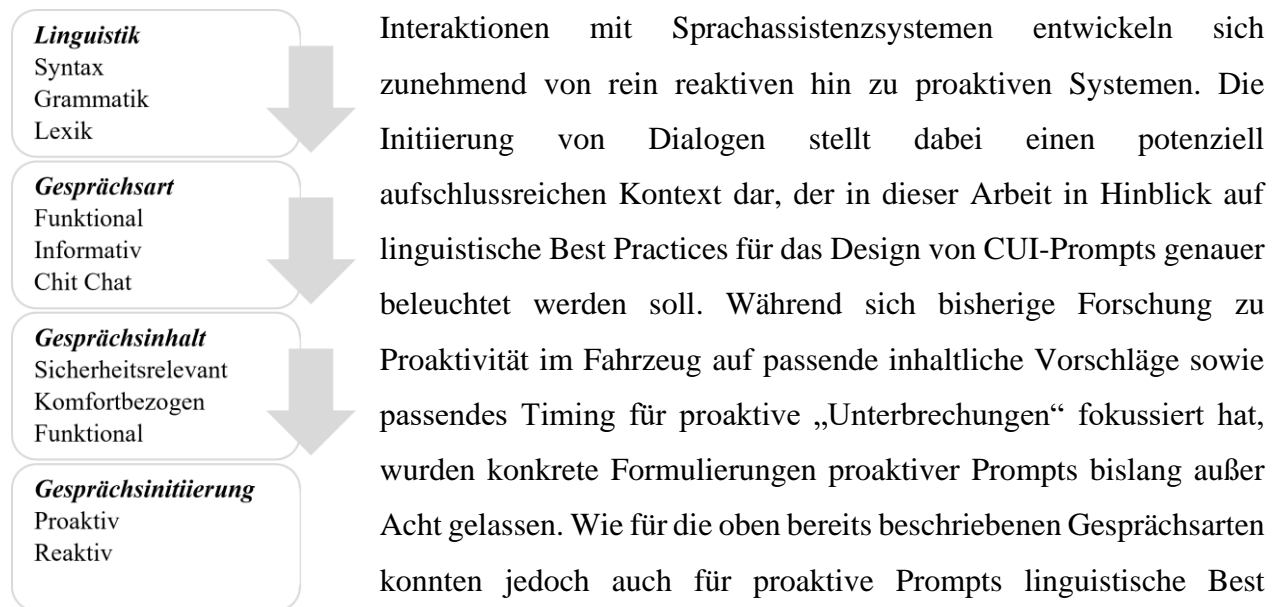 Linguistik
Syntax
Grammatik
Lexik
Gesprächsart
Funktional
Informativ
Chit Chat
Gesprächsinhalt
Sicherheitsrelevant
Komfortbezogen
Funktional
Gesprächsinitiierung
Proaktiv
Reaktiv
Interaktionen mit Sprachassistenzsystemen entwickeln sich
zunehmend von rein reaktiven hin zu proaktiven Systemen. Die
Initiierung von Dialogen stellt dabei einen potenziell
aufschlussreichen Kontext dar, der in dieser Arbeit in Hinblick auf
linguistische Best Practices für das Design von CUI-Prompts genauer
beleuchtet werden soll. Während sich bisherige Forschung zu
Proaktivität im Fahrzeug auf passende inhaltliche Vorschläge sowie
passendes Timing für proaktive „Unterbrechungen“ fokussiert hat,
wurden konkrete Formulierungen proaktiver Prompts bislang außer
Acht gelassen. Wie für die oben bereits beschriebenen Gesprächsarten
konnten jedoch auch für proaktive Prompts linguistische Best